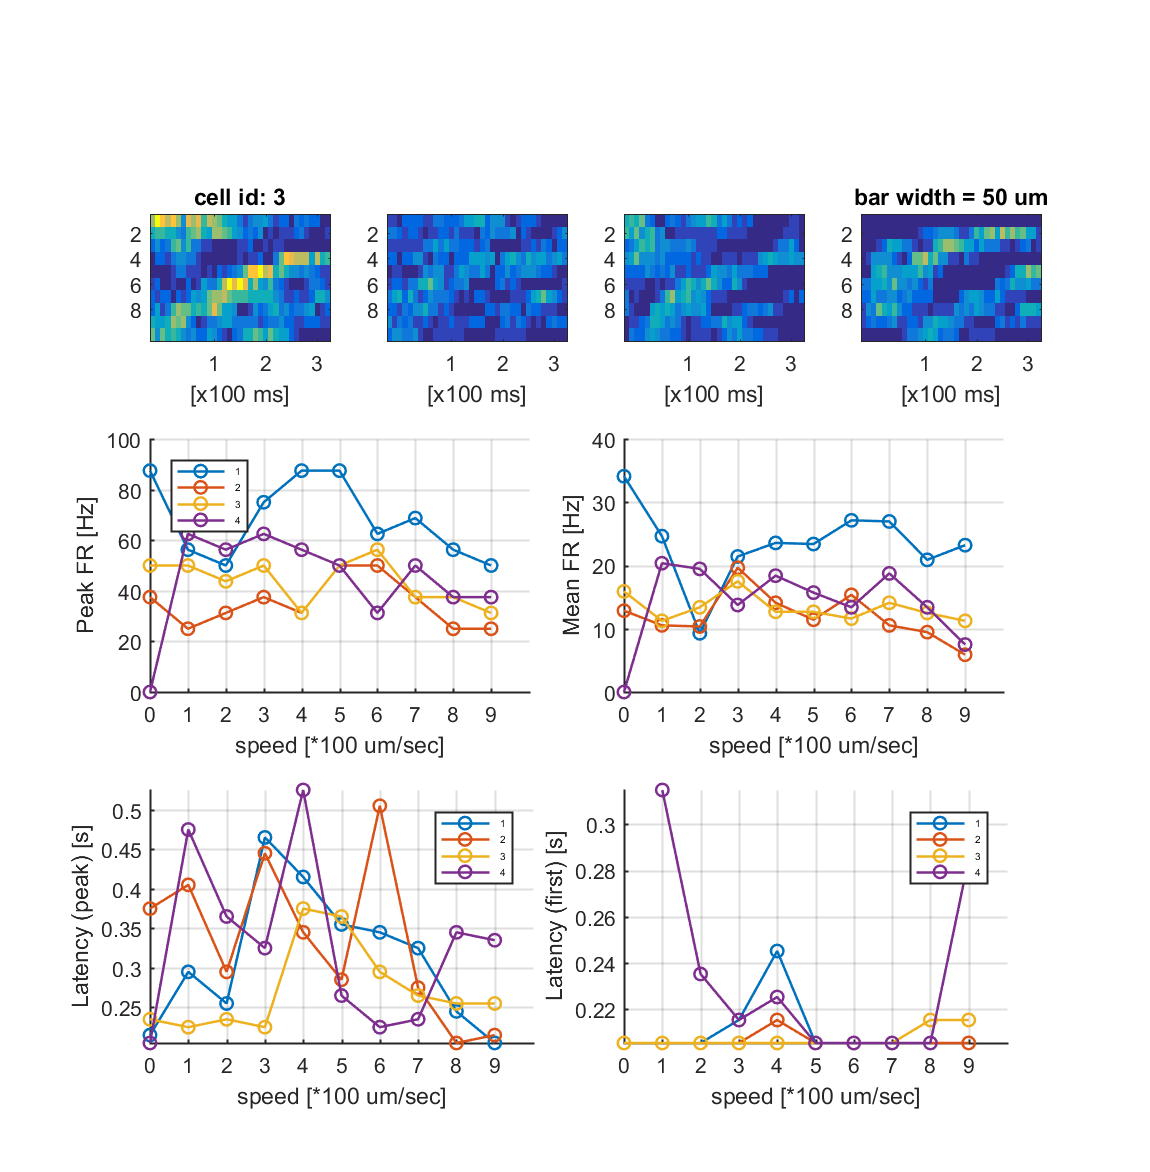 cell id: 3
bar width = 50 um
2 2 2 2
4 4 4 4
6 6 6 6
8 8 8 8
1 2 3 1 2 3 1 2 3 1 2 3
[x100 ms] [x100 ms] [x100 ms] [x100 ms]
Peak FR [Hz]
100
80
60
40
20
0
1
2
3
4
0 1 2 3 4 5 6 7 8 9
speed [*100 um/sec]
Mean FR [Hz]
40
30
20
10
0
0 1 2 3 4 5 6 7 8 9
speed [*100 um/sec]
Latency (peak) [s]
0.5
0.45
0.4
0.35
0.3
0.25
1
2
3
4
0 1 2 3 4 5 6 7 8 9
speed [*100 um/sec]
Latency (first) [s]
0.3
0.28
0.26
0.24
0.22
1
2
3
4
0 1 2 3 4 5 6 7 8 9
speed [*100 um/sec]